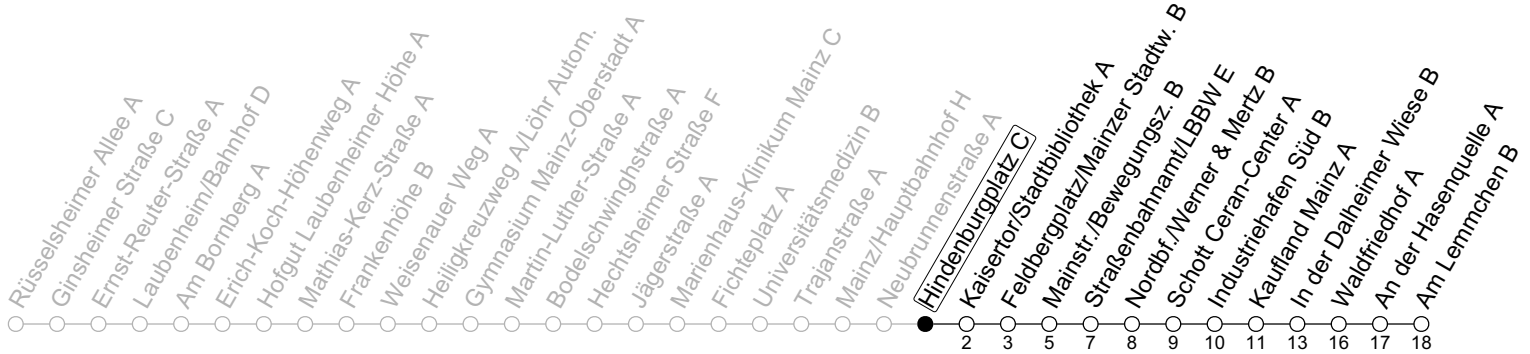 Rüsselsheimer Allee A
Ginsheimer Straße C
Ernst-Reuter-Straße A
Laubenheim/Bahnhof D
Am Bornberg A
Erich-Koch-Höhenweg A
Hofgut Laubenheimer Höhe A
Mathias-Kerz-Straße A
Frankenhöhe B
Weisenauer Weg A
Heiligkreuzweg A/Löhr Autom.
Gymnasium Mainz-Oberstadt A
Martin-Luther-Straße A
Bodelschwinghstraße A
Hechtsheimer Straße F
Jägerstraße A
Marienhaus-Klinikum Mainz C
Fichteplatz A
Universitätsmedizin B
Trajanstraße A
Mainz/Hauptbahnhof H
Neubrunnenstraße A
Hindenburgplatz C
Kaisertor/Stadtbibliothek A
Feldbergplatz/Mainzer Stadtw. B
Mainstr./Bewegungsz. B
Straßenbahnamt/LBBW E
Nordbf./Werner & Mertz B
Schott Ceran-Center A
Industriehafen Süd B
Kaufland Mainz A
In der Dalheimer Wiese B
Waldfriedhof A
An der Hasenquelle A
Am Lemmchen B
2 3 5 7 8 9 10 11 13 16 17 18